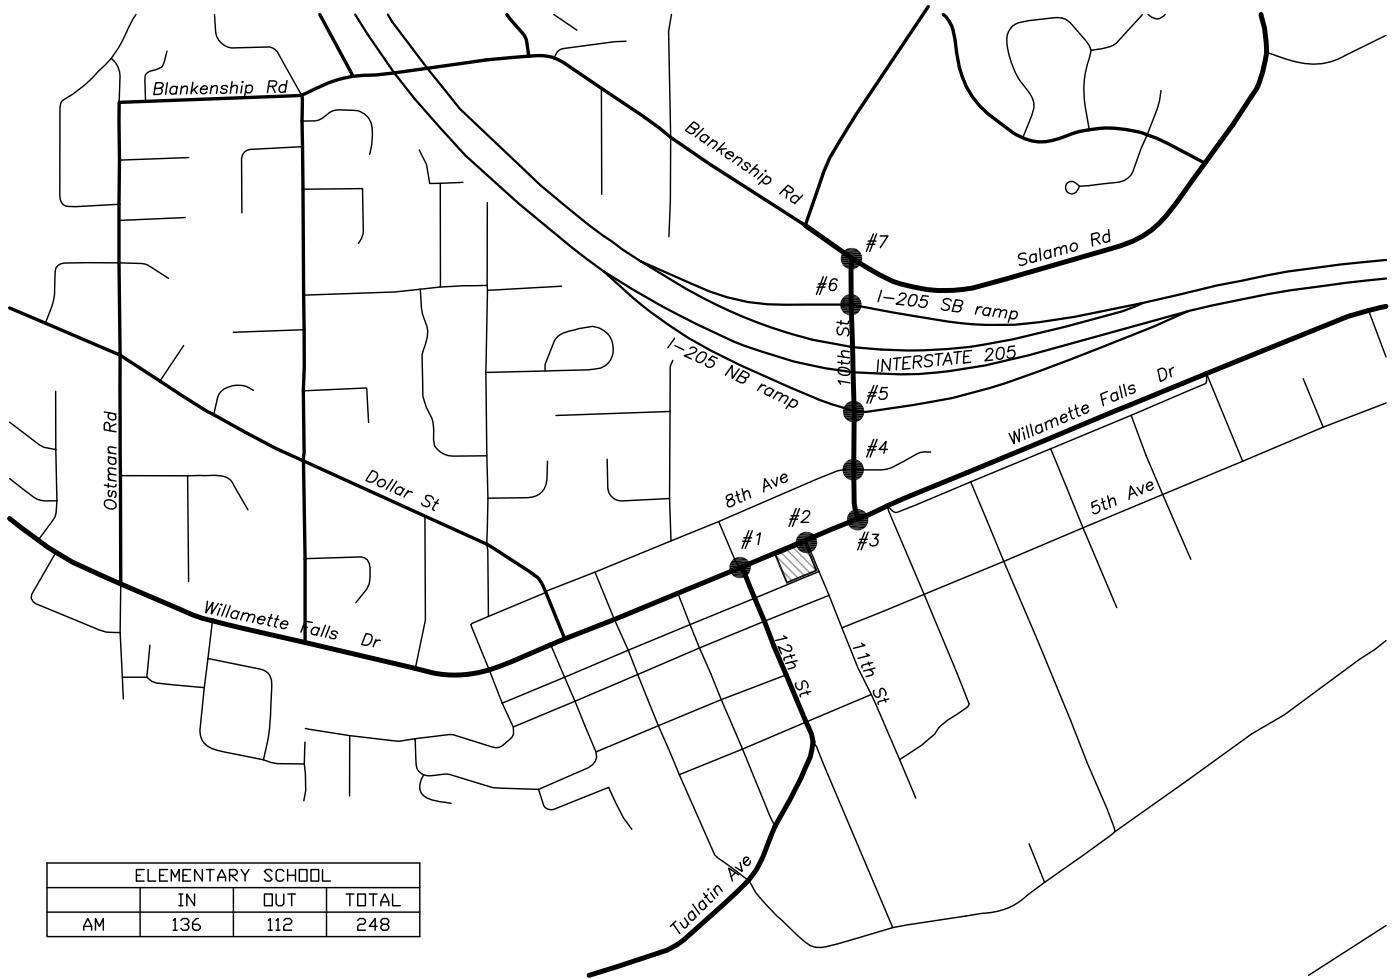 Blankenship Rd
Blankenship Rd
#7
Salamo Rd
#6
I-205 SB ramp
10th St
I-205 NB ramp
INTERSTATE 205
#5
Willamette Falls Dr
Ostman Rd
#4
Dollar St
8th Ave
5th Ave
#2
#1
#3
Willamette Falls Dr
12th St
11th St
Tualatin Ave
ELEMENTARY SCHOOL
IN OUT TOTAL
AM 136 112 248